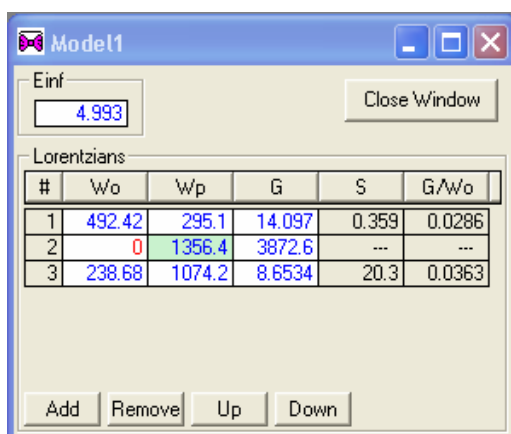 Model1
Einf
4.993
Close Window
Lorentzians
# Wo Wp G S G/Wo
1 492.42 295.1 14.097 0.359 0.0286
2 0 1356.4 3872.6 --- ---
3 238.68 1074.2 8.6534 20.3 0.0363
Add Remove Up Down